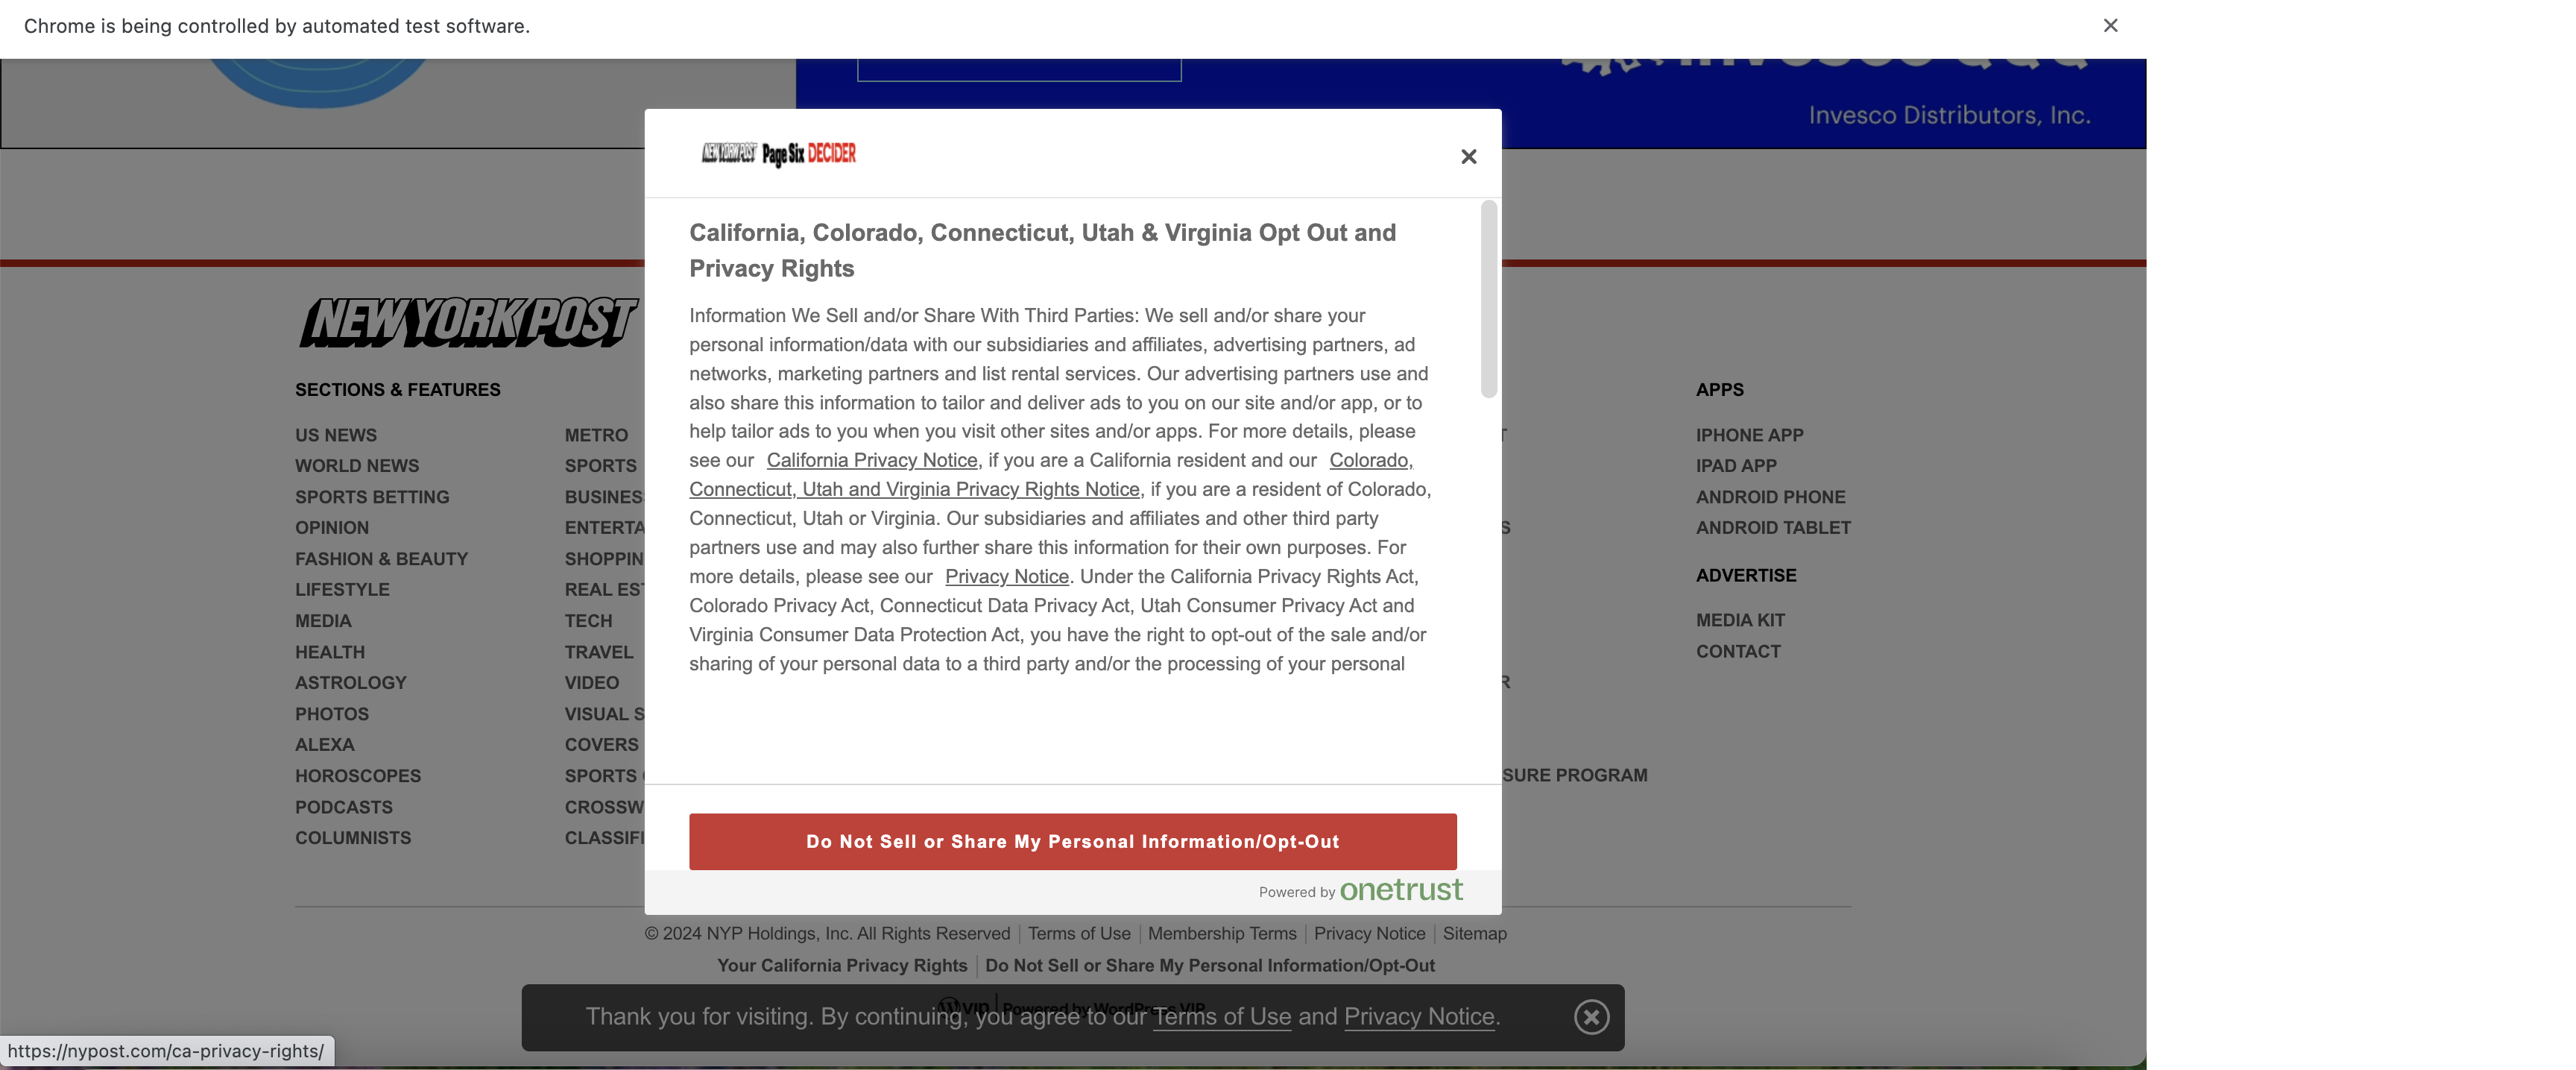 Chrome is being controlled by automated test software.
Invesco Distributors, Inc.
NEW YORK POST Page Six DECIDER
California, Colorado, Connecticut, Utah & Virginia Opt Out and
Privacy Rights
Information We Sell and/or Share With Third Parties: We sell and/or share your
personal information/data with our subsidiaries and affiliates, advertising partners, ad
networks, marketing partners and list rental services. Our advertising partners use and
also share this information to tailor and deliver ads to you on our site and/or app, or to
help tailor ads to you when you visit other sites and/or apps. For more details, please
see our California Privacy Notice, if you are a California resident and our Colorado,
Connecticut, Utah and Virginia Privacy Rights Notice, if you are a resident of Colorado,
Connecticut, Utah or Virginia. Our subsidiaries and affiliates and other third party
partners use and may also further share this information for their own purposes. For
more details, please see our Privacy Notice. Under the California Privacy Rights Act,
Colorado Privacy Act, Connecticut Data Privacy Act, Utah Consumer Privacy Act and
Virginia Consumer Data Protection Act, you have the right to opt-out of the sale and/or
sharing of your personal data to a third party and/or the processing of your personal
Do Not Sell or Share My Personal Information/Opt-Out
Powered by onetrust
NEW YORK POST
SECTIONS & FEATURES
US NEWS
WORLD NEWS
SPORTS BETTING
OPINION
FASHION & BEAUTY
LIFESTYLE
MEDIA
HEALTH
ASTROLOGY
PHOTOS
ALEXA
HOROSCOPES
PODCASTS
COLUMNISTS
METRO
SPORTS
BUSINES
ENTERTA
SHOPPIN
REAL EST
TECH
TRAVEL
VIDEO
VISUAL S
COVERS
SPORTS
CROSSW
CLASSIFI
SURE PROGRAM
APPS
IPHONE APP
IPAD APP
ANDROID PHONE
ANDROID TABLET
ADVERTISE
MEDIA KIT
CONTACT
© 2024 NYP Holdings, Inc. All Rights Reserved | Terms of Use | Membership Terms | Privacy Notice | Sitemap
Your California Privacy Rights | Do Not Sell or Share My Personal Information/Opt-Out
VIP | Powered by WordPress VIP
Thank you for visiting. By continuing, you agree to our Terms of Use and Privacy Notice.
https://nypost.com/ca-privacy-rights/